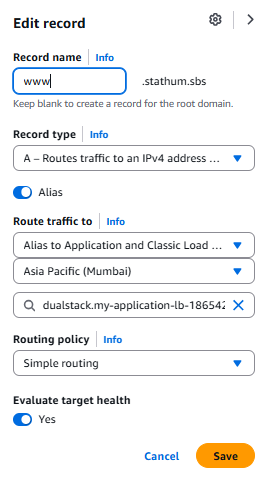 Edit record
Record name Info
www .stathum.sbs
Keep blank to create a record for the root domain.
Record type Info
A – Routes traffic to an IPv4 address ...
Alias
Route traffic to Info
Alias to Application and Classic Load ...
Asia Pacific (Mumbai)
dualstack.my-application-lb-186542
Routing policy Info
Simple routing
Evaluate target health
Yes
Cancel Save